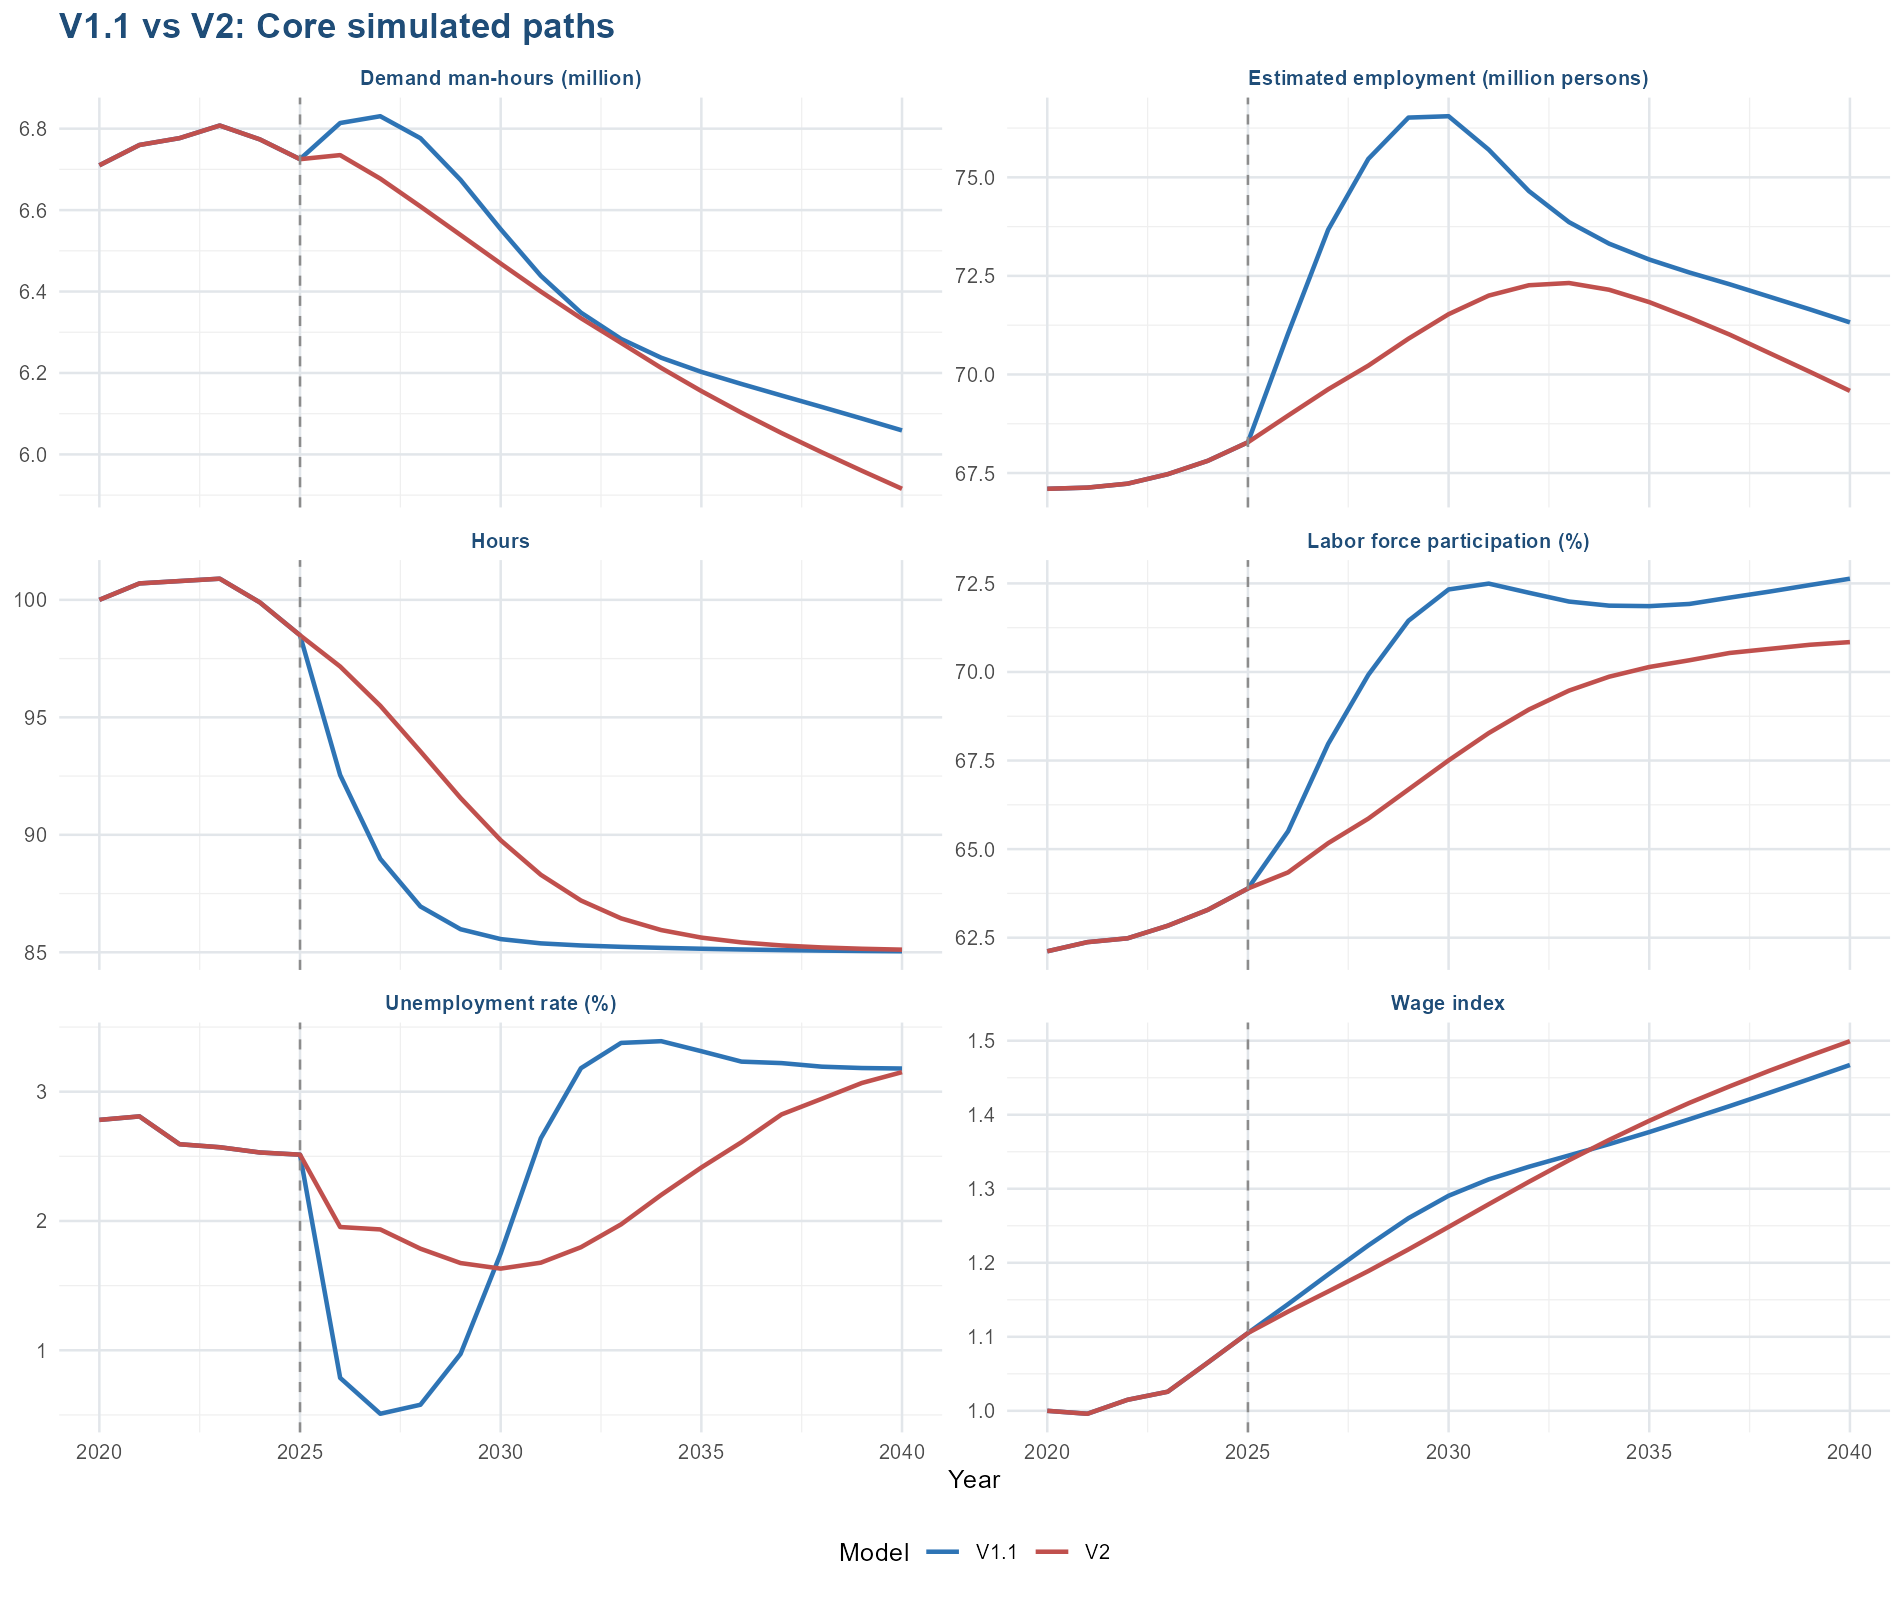 V1.1 vs V2: Core simulated paths
Demand man-hours (million)
Estimated employment (million persons)
6.8
6.6
6.4
6.2
6.0
75.0
72.5
70.0
67.5
Hours
Labor force participation (%)
100
95
90
85
72.5
70.0
67.5
65.0
62.5
Unemployment rate (%)
Wage index
3
2
1
1.5
1.4
1.3
1.2
1.1
1.0
2020 2025 2030 2035 2040
2020 2025 2030 2035 2040
Year
Model V1.1 V2